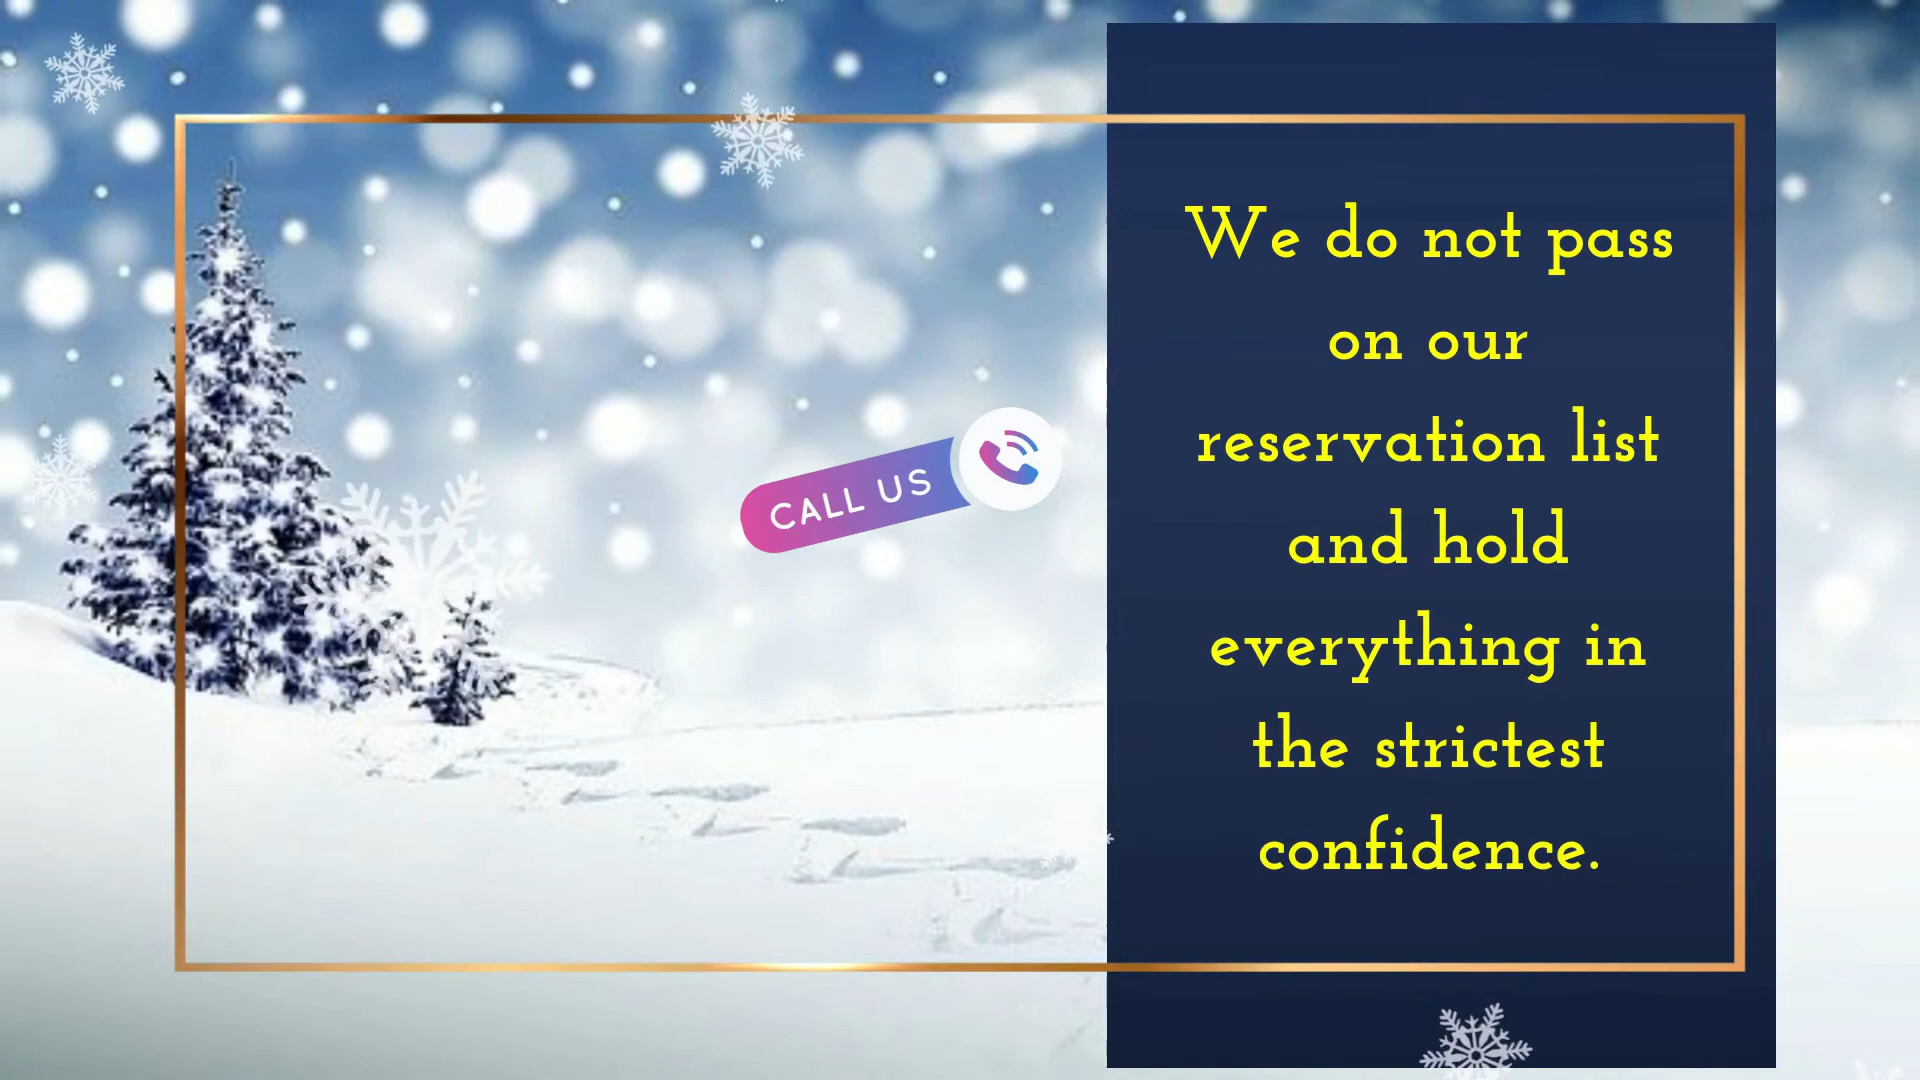 CALL US
We do not pass
on our
reservation list
and hold
everything in
the strictest
confidence.